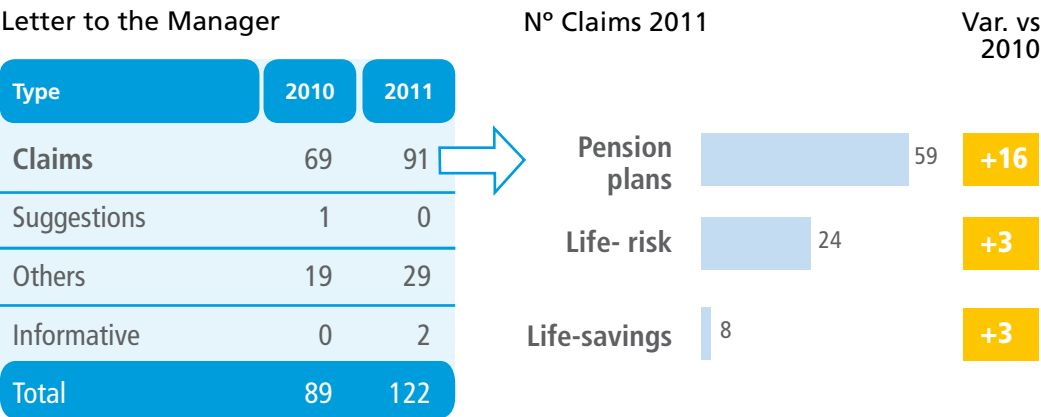 Letter to the Manager
Type 2010 2011
Claims 69 91
Suggestions 1 0
Others 19 29
Informative 0 2
Total 89 122
Nº Claims 2011
Var. vs
2010
Pension
plans
59 +16
Life- risk 24 +3
Life-savings 8 +3